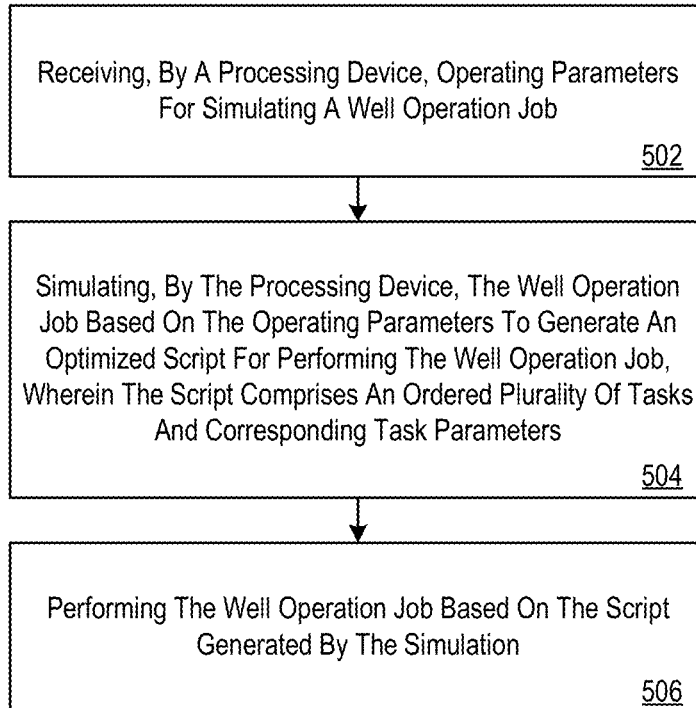 Receiving, By A Processing Device, Operating Parameters
For Simulating A Well Operation Job
502
Simulating, By The Processing Device, The Well Operation
Job Based On The Operating Parameters To Generate An
Optimized Script For Performing The Well Operation Job,
Wherein The Script Comprises An Ordered Plurality Of Tasks
And Corresponding Task Parameters
504
Performing The Well Operation Job Based On The Script
Generated By The Simulation
506